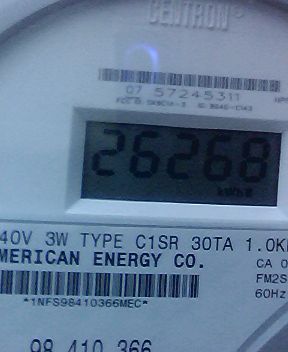 CENTRON®
07 57245311
26268
kWh
40V 3W TYPE C1SR 30TA 1.0K
MERICAN ENERGY CO.
CA 0
FM2S
60Hz
*1NFS98410366MEC*
98 410 366